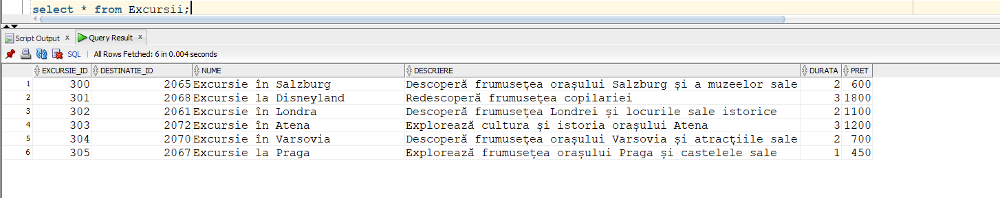 select * from Excursii;
Script Output x Query Result x
SQL | All Rows Fetched: 6 in 0.004 seconds
EXCURSIE_ID DESTINATIE_ID NUME DESCRIERE DURATA PRET
1 300 2065 Excursie în Salzburg Descoperă frumusețea orașului Salzburg și a muzeelor sale 2 600
2 301 2068 Excursie la Disneyland Redescoperă frumusețea copilariei 3 1800
3 302 2061 Excursie în Londra Descoperă frumusețea Londrei și locurile sale istorice 2 1100
4 303 2072 Excursie în Atena Explorează cultura și istoria orașului Atena 3 1200
5 304 2070 Excursie în Varsovia Descoperă frumusețea orașului Varsovia și atracțiile sale 2 700
6 305 2067 Excursie la Praga Explorează frumusețea orașului Praga și castelele sale 1 450